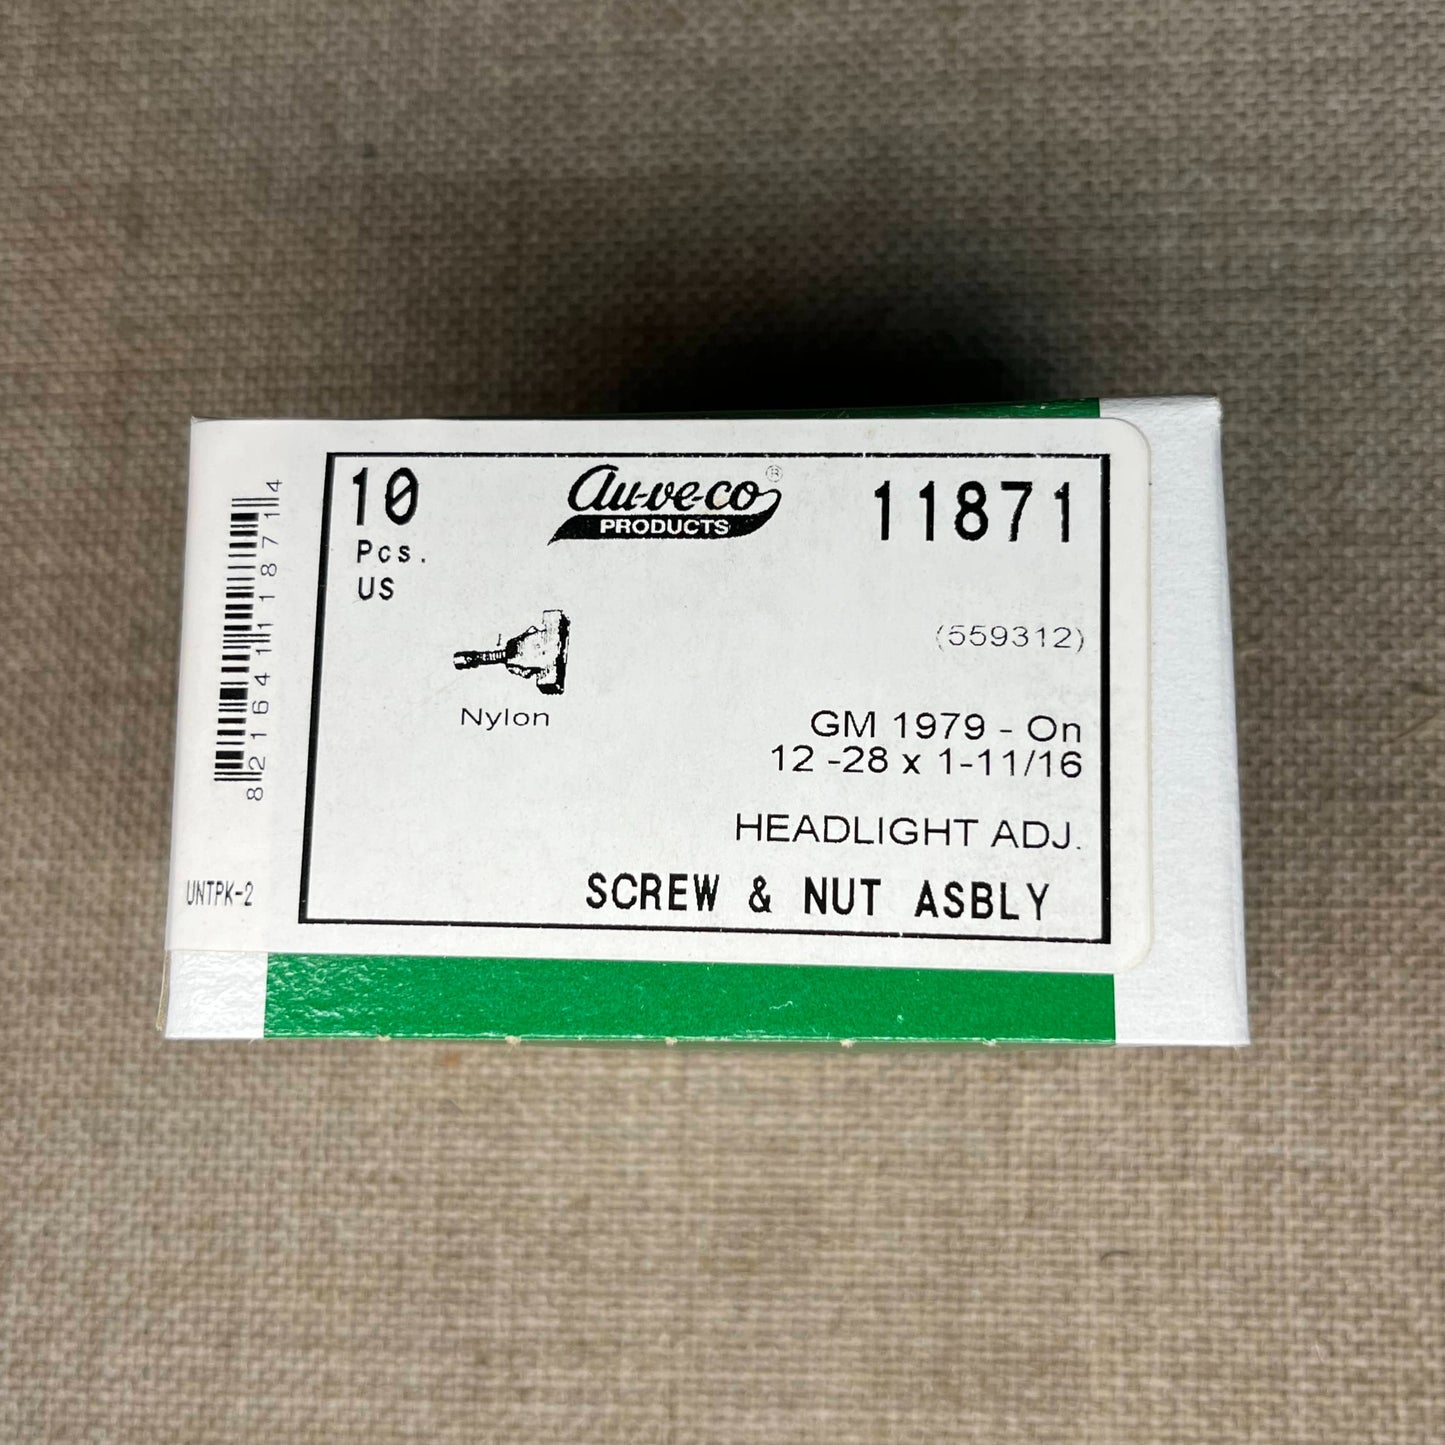 10
Pcs.
US
au-ve-co®
PRODUCTS
11871
Nylon
(559312)
GM 1979 - On
12 -28 x 1-11/16
HEADLIGHT ADJ.
SCREW & NUT ASBLY
8 21641 11871 4
UNTPK-2